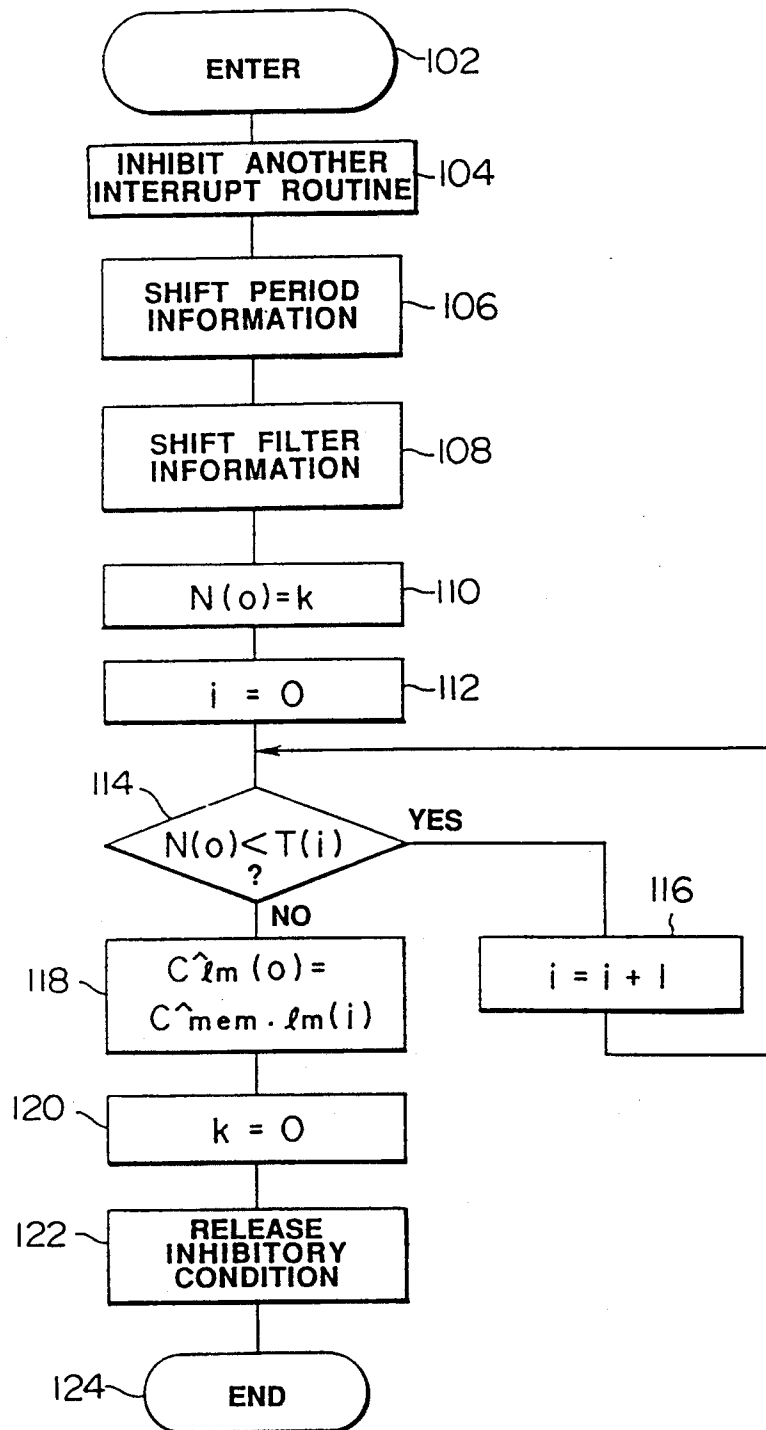 ENTER
102
INHIBIT ANOTHER
INTERRUPT ROUTINE
104
SHIFT PERIOD
INFORMATION
106
SHIFT FILTER
INFORMATION
108
N(o)=k
110
i = 0
112
114
N(o)<T(i)
?
YES
NO
116
i = i + 1
118
C^ℓm(o)=
C^mem.ℓm(i)
120
k = 0
122
RELEASE
INHIBITORY
CONDITION
124
END